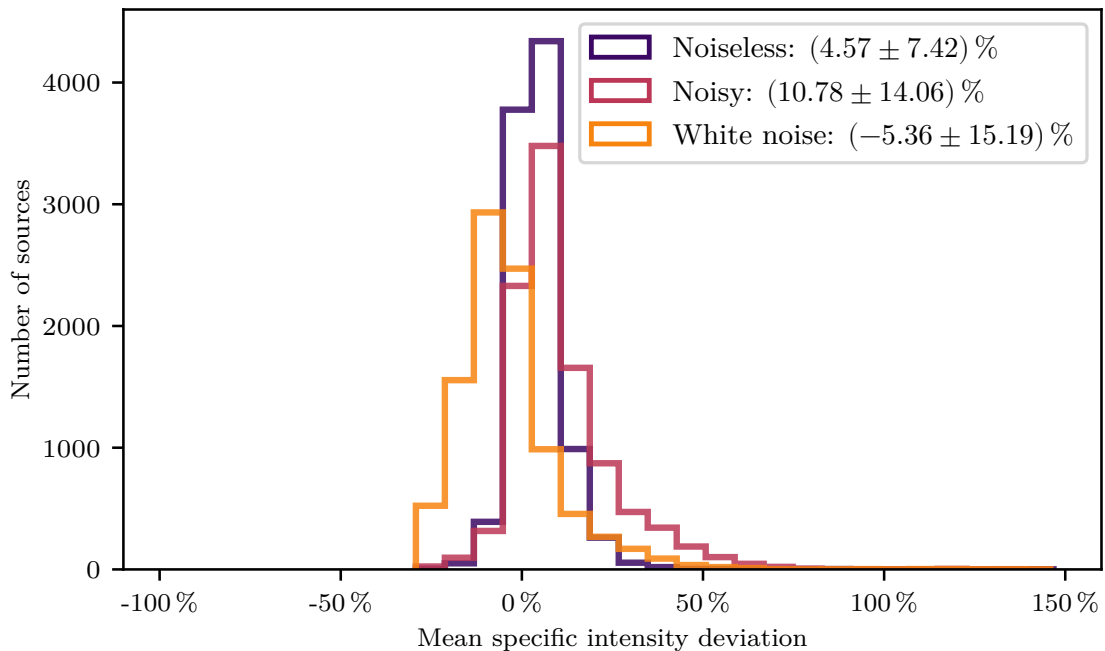 Noiseless: (4.57 ± 7.42) %
Noisy: (10.78 ± 14.06) %
White noise: (−5.36 ± 15.19) %
Number of sources
4000
3000
2000
1000
0
-100 %
-50 %
0 %
50 %
100 %
150 %
Mean specific intensity deviation